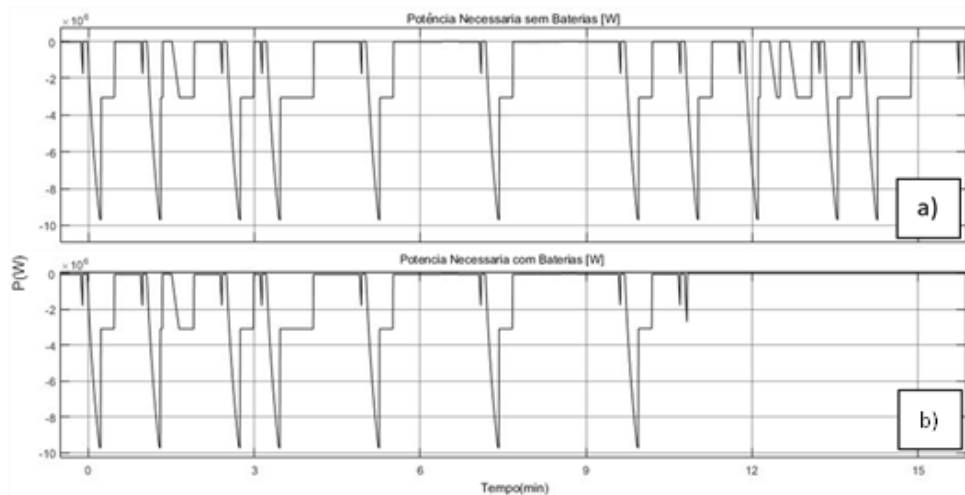 Potência Necessaria sem Baterias [W]
×10⁶
0
-2
-4
-6
-8
-10
a)
P(W)
Potencia Necessaria com Baterias [W]
×10⁶
0
-2
-4
-6
-8
-10
b)
0 3 6 9 12 15
Tempo(min)